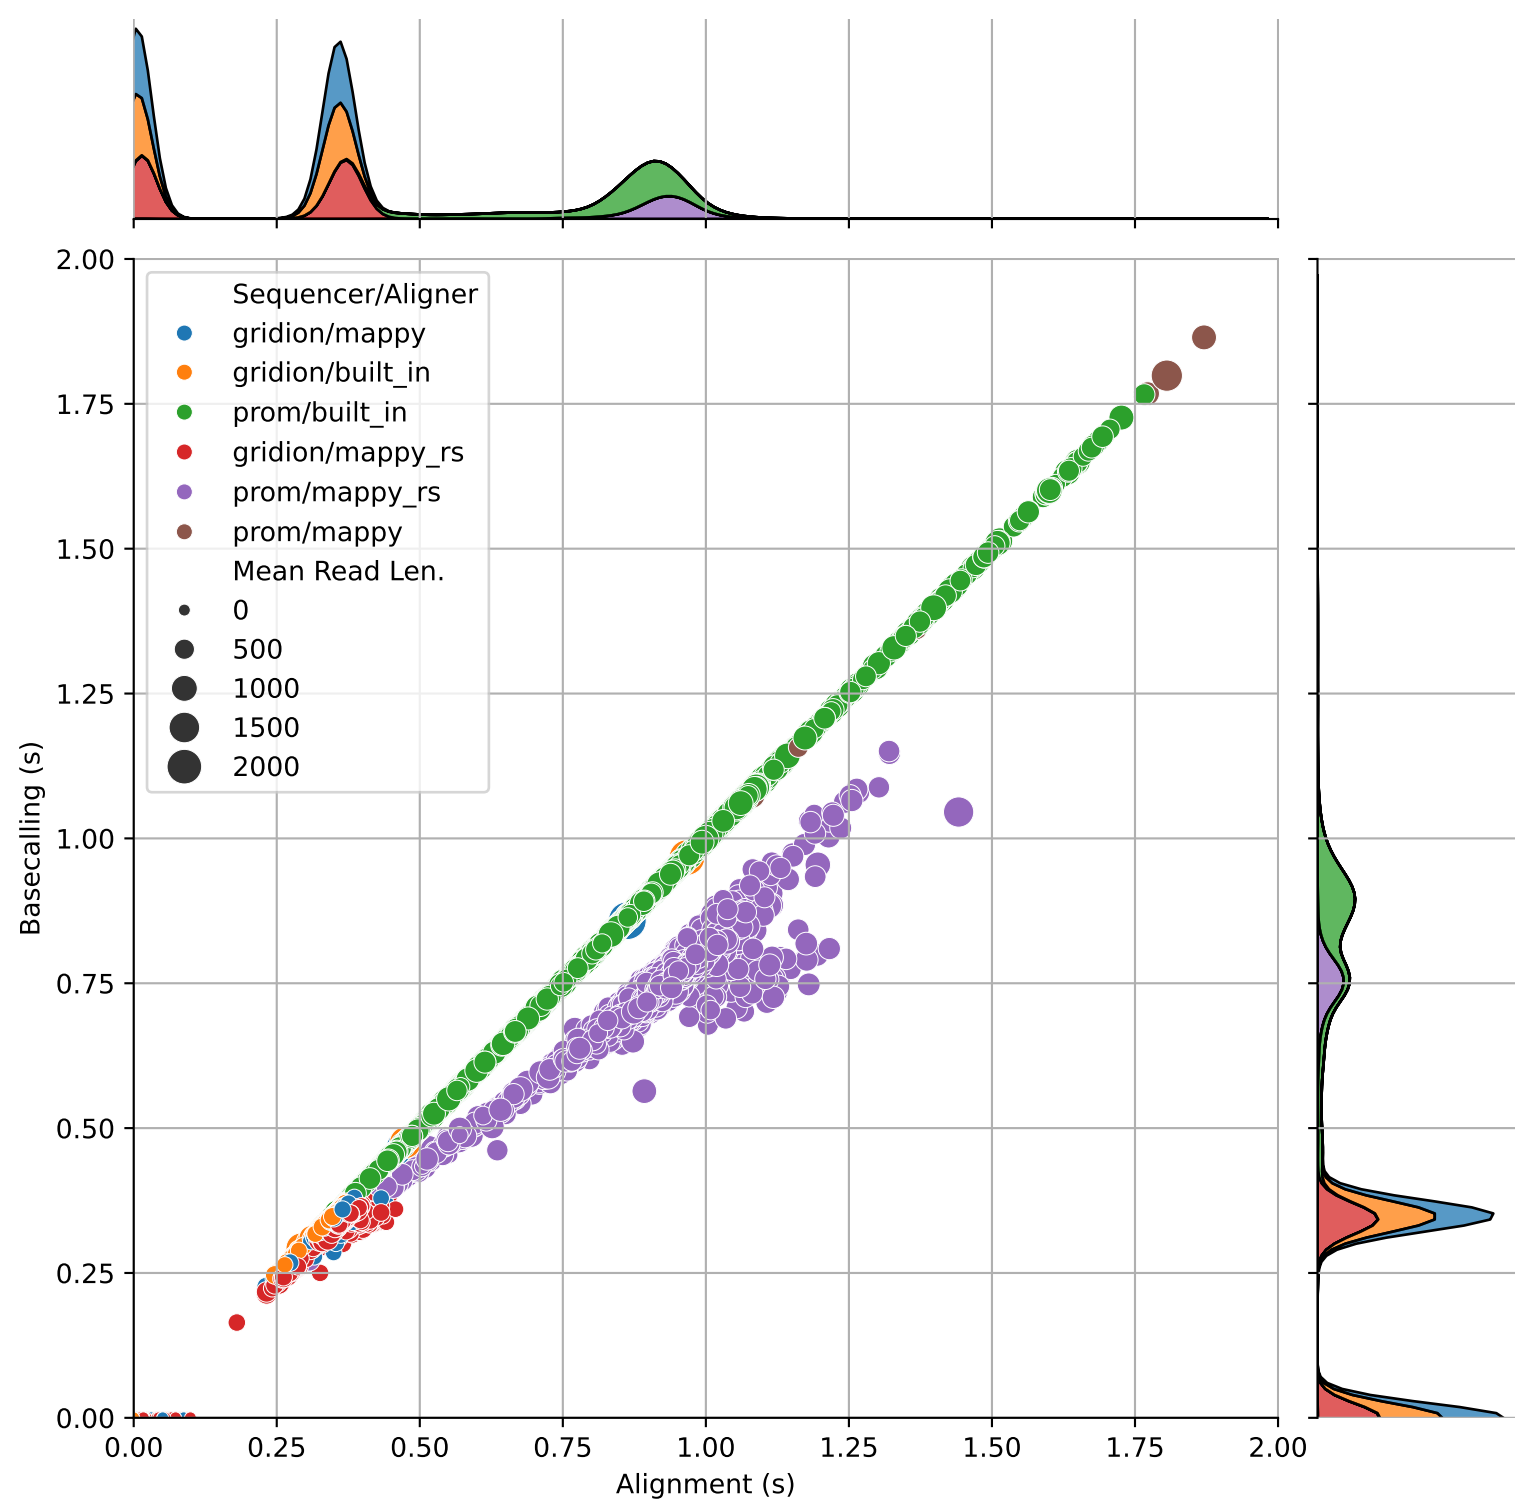 2.00
1.75
1.50
1.25
1.00
0.75
0.50
0.25
0.00
Basecalling (s)
Sequencer/Aligner
gridion/mappy
gridion/built_in
prom/built_in
gridion/mappy_rs
prom/mappy_rs
prom/mappy
Mean Read Len.
0
500
1000
1500
2000
0.00 0.25 0.50 0.75 1.00 1.25 1.50 1.75 2.00
Alignment (s)